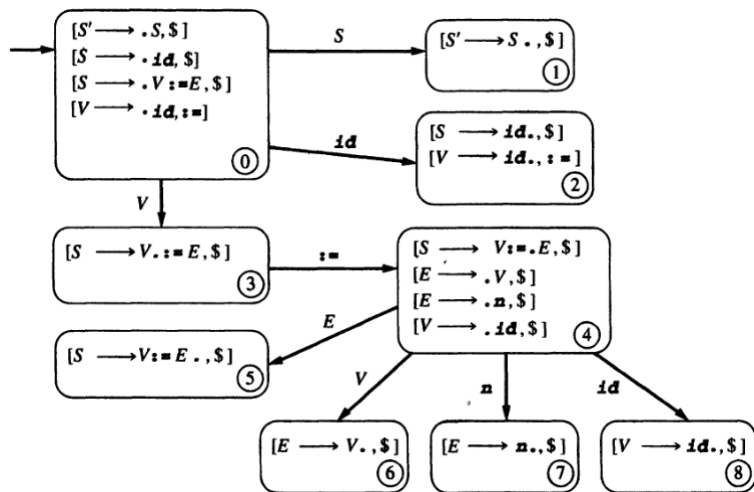 [S′ ⟶ .S,$]
[S ⟶ .id,$]
[S ⟶ .V:=E,$]
[V ⟶ .id,:=]
0
S
[S′ ⟶ S.,$]
1
id
[S ⟶ id.,$]
[V ⟶ id.,:=]
2
V
[S ⟶ V.:=E,$]
3
:=
[S ⟶ V:=.E,$]
[E ⟶ .V,$]
[E ⟶ .n,$]
[V ⟶ .id,$]
4
E
[S ⟶V:=E.,$]
5
V
n
id
[E ⟶ V.,$]
6
[E ⟶ n.,$]
7
[V ⟶ id.,$]
8